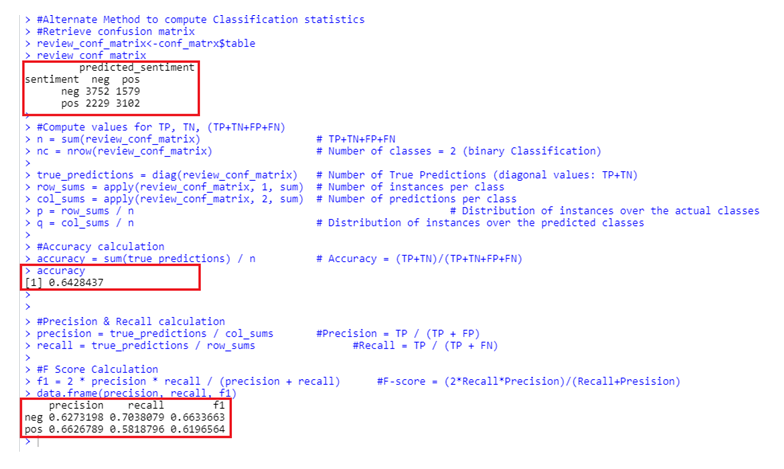 > #Alternate Method to compute Classification statistics
> #Retrieve confusion matrix
> review_conf_matrix<-conf_matrx$table
> review_conf_matrix
predicted_sentiment
sentiment neg pos
neg 3752 1579
pos 2229 3102
>
> #Compute values for TP, TN, (TP+TN+FP+FN)
> n = sum(review_conf_matrix) # TP+TN+FP+FN
> nc = nrow(review_conf_matrix) # Number of classes = 2 (binary Classification)
>
> true_predictions = diag(review_conf_matrix) # Number of True Predictions (diagonal values: TP+TN)
> row_sums = apply(review_conf_matrix, 1, sum) # Number of instances per class
> col_sums = apply(review_conf_matrix, 2, sum) # Number of predictions per class
> p = row_sums / n # Distribution of instances over the actual classes
> q = col_sums / n # Distribution of instances over the predicted classes
>
> #Accuracy calculation
> accuracy = sum(true_predictions) / n # Accuracy = (TP+TN)/(TP+TN+FP+FN)
> accuracy
[1] 0.6428437
>
>
> #Precision & Recall calculation
> precision = true_predictions / col_sums #Precision = TP / (TP + FP)
> recall = true_predictions / row_sums #Recall = TP / (TP + FN)
>
> #F Score Calculation
> f1 = 2 * precision * recall / (precision + recall) #F-score = (2*Recall*Precision)/(Recall+Presision)
> data.frame(precision, recall, f1)
precision recall f1
neg 0.6273198 0.7038079 0.6633663
pos 0.6626789 0.5818796 0.6196564
>